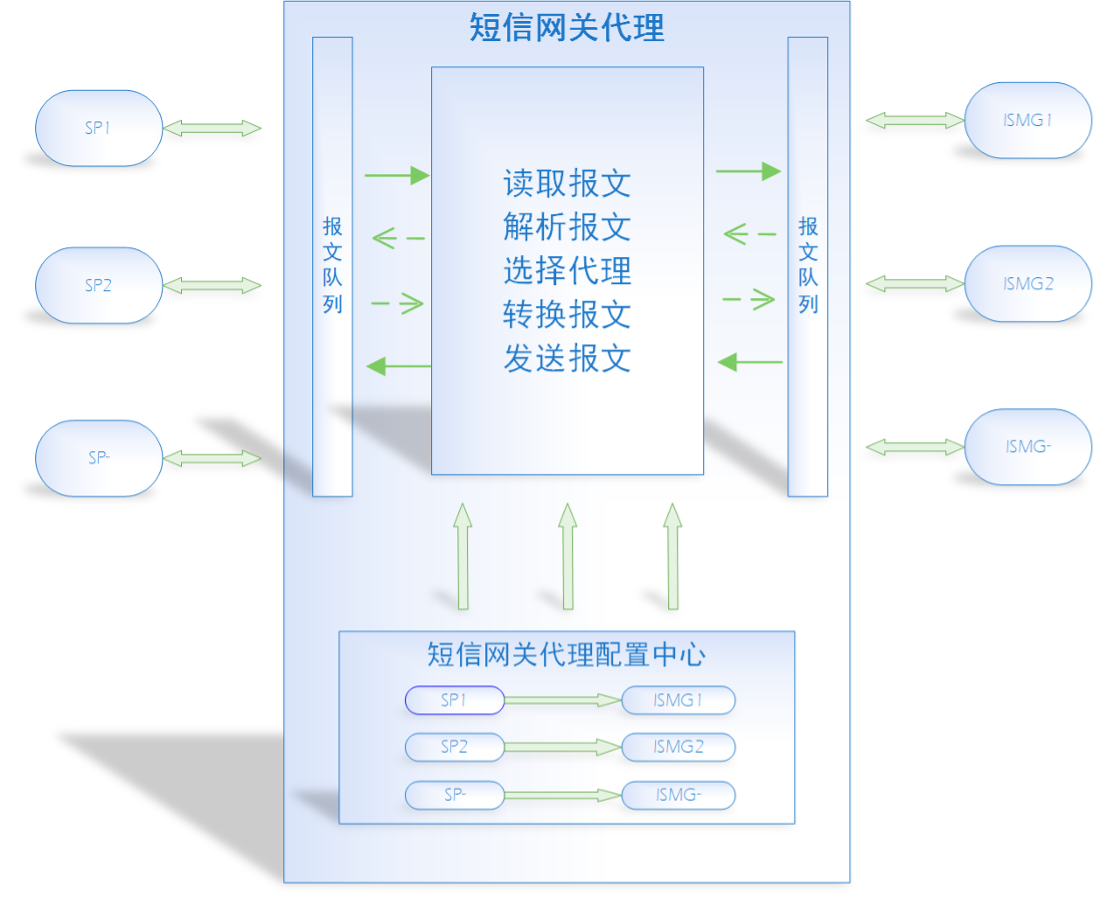 短信网关代理
SP1
SP2
SP-
报文队列
读取报文
解析报文
选择代理
转换报文
发送报文
报文队列
ISMG1
ISMG2
ISMG-
短信网关代理配置中心
SP1
ISMG1
SP2
ISMG2
SP-
ISMG-